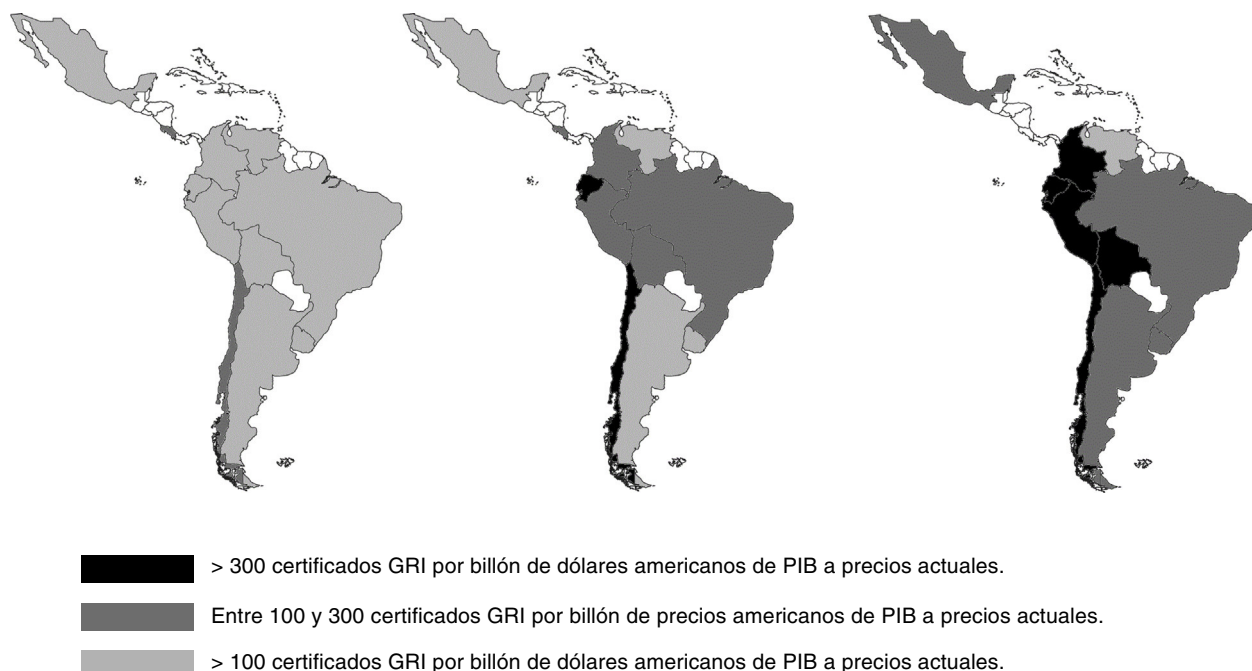 > 300 certificados GRI por billón de dólares americanos de PIB a precios actuales.
Entre 100 y 300 certificados GRI por billón de precios americanos de PIB a precios actuales.
> 100 certificados GRI por billón de dólares americanos de PIB a precios actuales.